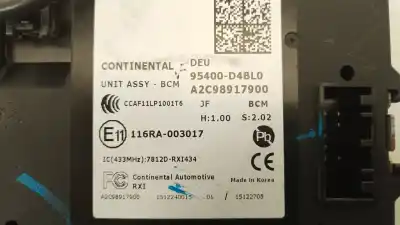 CONTINENTAL DEU
UNIT ASSY - BCM 95400-D4BL0
A2C98917900
CCAF11LP1001T6 JF BCM
H:1.00 S:2.02
E11 116RA-003017 Pb
IC(433MHz):7812D-RXI434 CE
FC Continental Automotive Made in Korea
RXI
A2C98917900 / 15122709